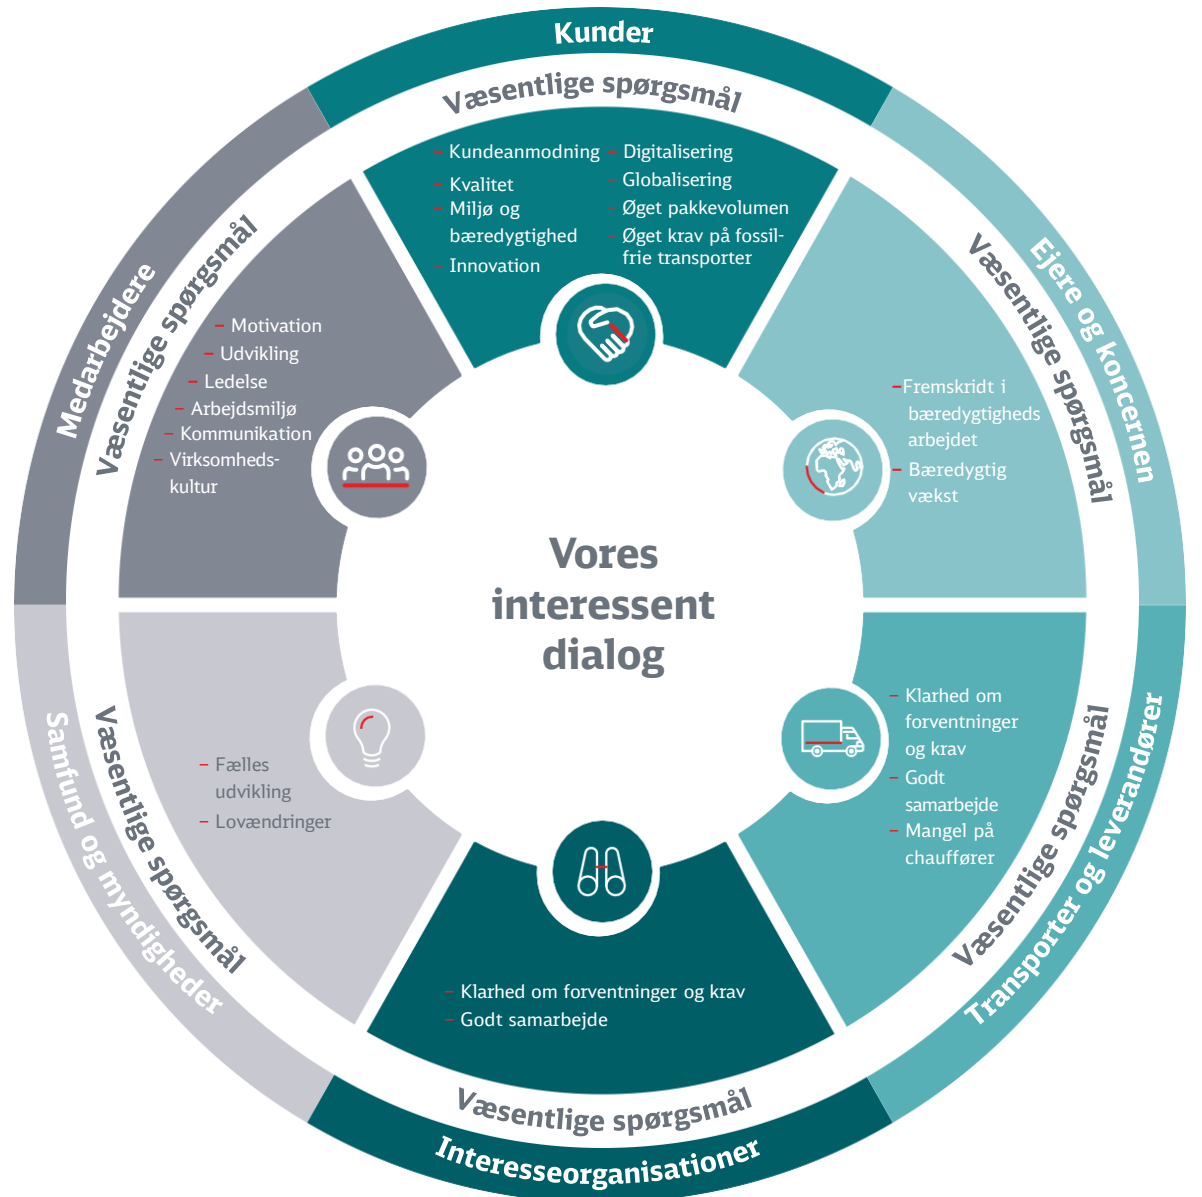 Kunder
Væsentlige spørgsmål
– Kundeanmodning
– Kvalitet
– Miljø og
bæredygtighed
– Innovation
– Digitalisering
– Globalisering
– Øget pakkevolumen
– Øget krav på fossil-
frie transporter
Ejere og koncernen
Væsentlige spørgsmål
–Fremskridt i
bæredygtigheds
arbejdet
– Bæredygtig
vækst
Transporter og leverandører
Væsentlige spørgsmål
– Klarhed om
forventninger
og krav
– Godt
samarbejde
– Mangel på
chauffører
Interesseorganisationer
Væsentlige spørgsmål
– Klarhed om forventninger og krav
– Godt samarbejde
Samfund og myndigheder
Væsentlige spørgsmål
– Fælles
udvikling
– Lovændringer
Medarbejdere
Væsentlige spørgsmål
– Motivation
– Udvikling
– Ledelse
– Arbejdsmiljø
– Kommunikation
– Virksomheds-
kultur
Vores
interessent
dialog